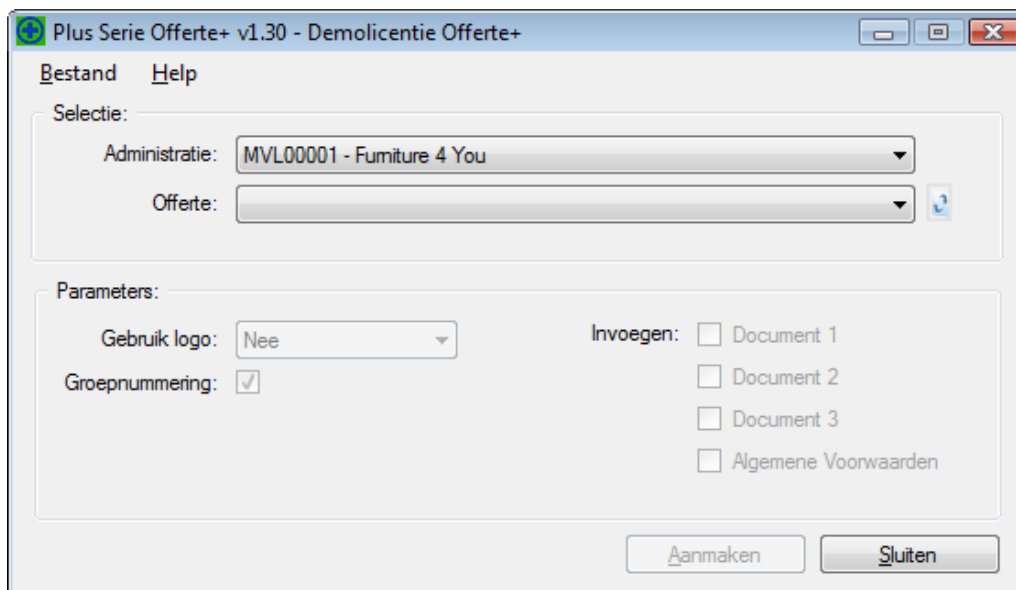 Plus Serie Offerte+ v1.30 - Demolicentie Offerte+
Bestand Help
Selectie:
Administratie: MVL00001 - Furniture 4 You
Offerte:
Parameters:
Gebruik logo: Nee Invoegen: Document 1
Groepnummering: Document 2
Document 3
Algemene Voorwaarden
Aanmaken Sluiten